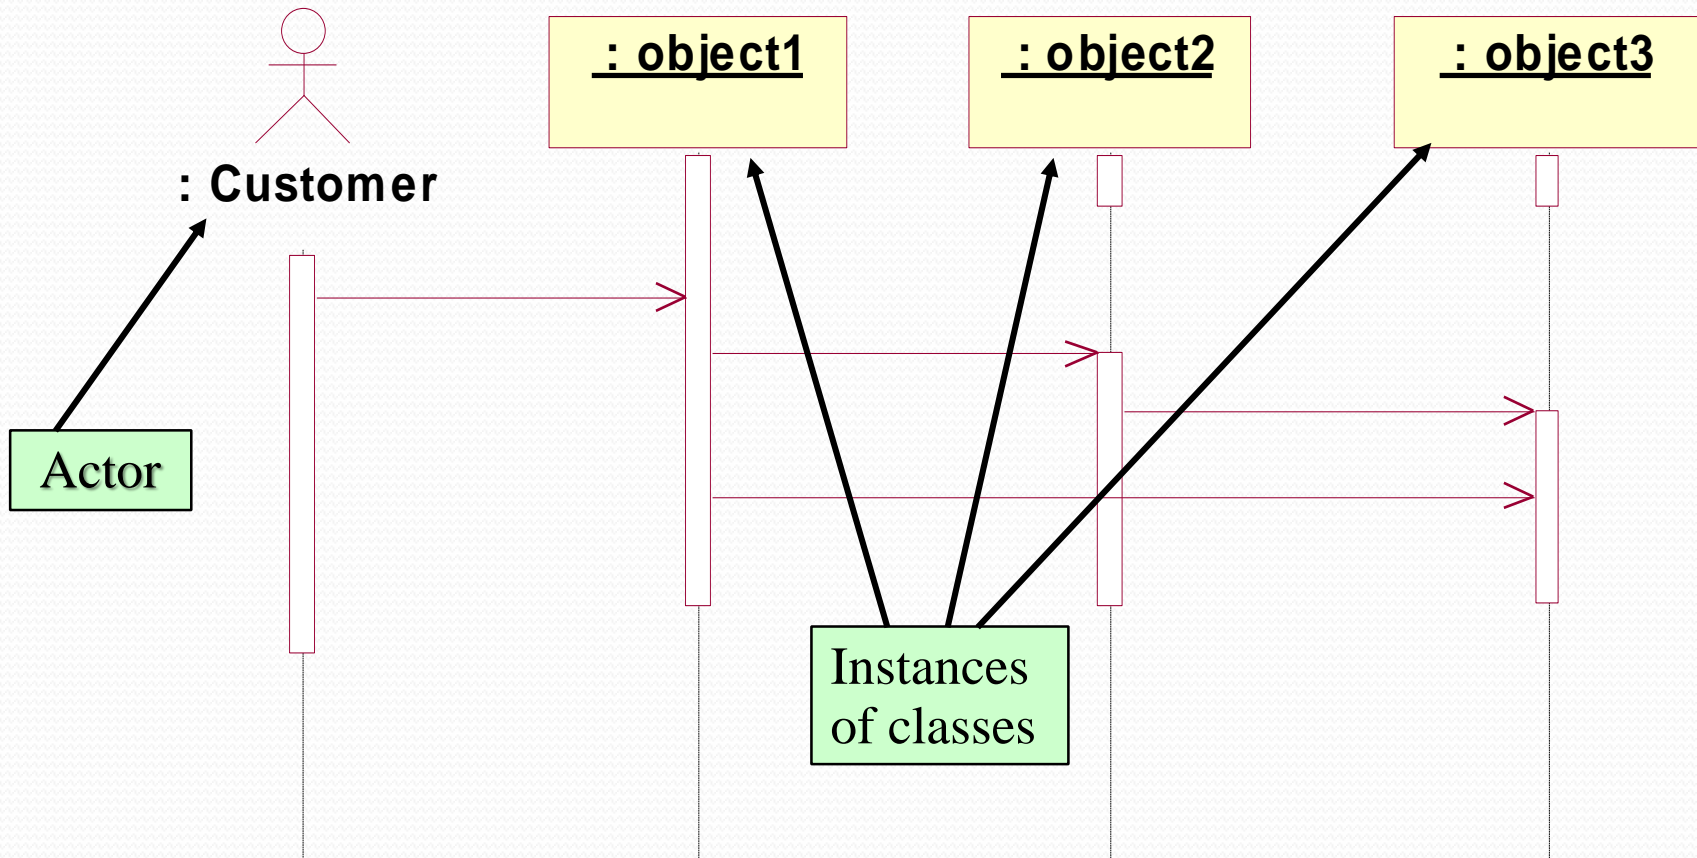 : object1
: object2
: object3
: Customer
Actor
Instances
of classes